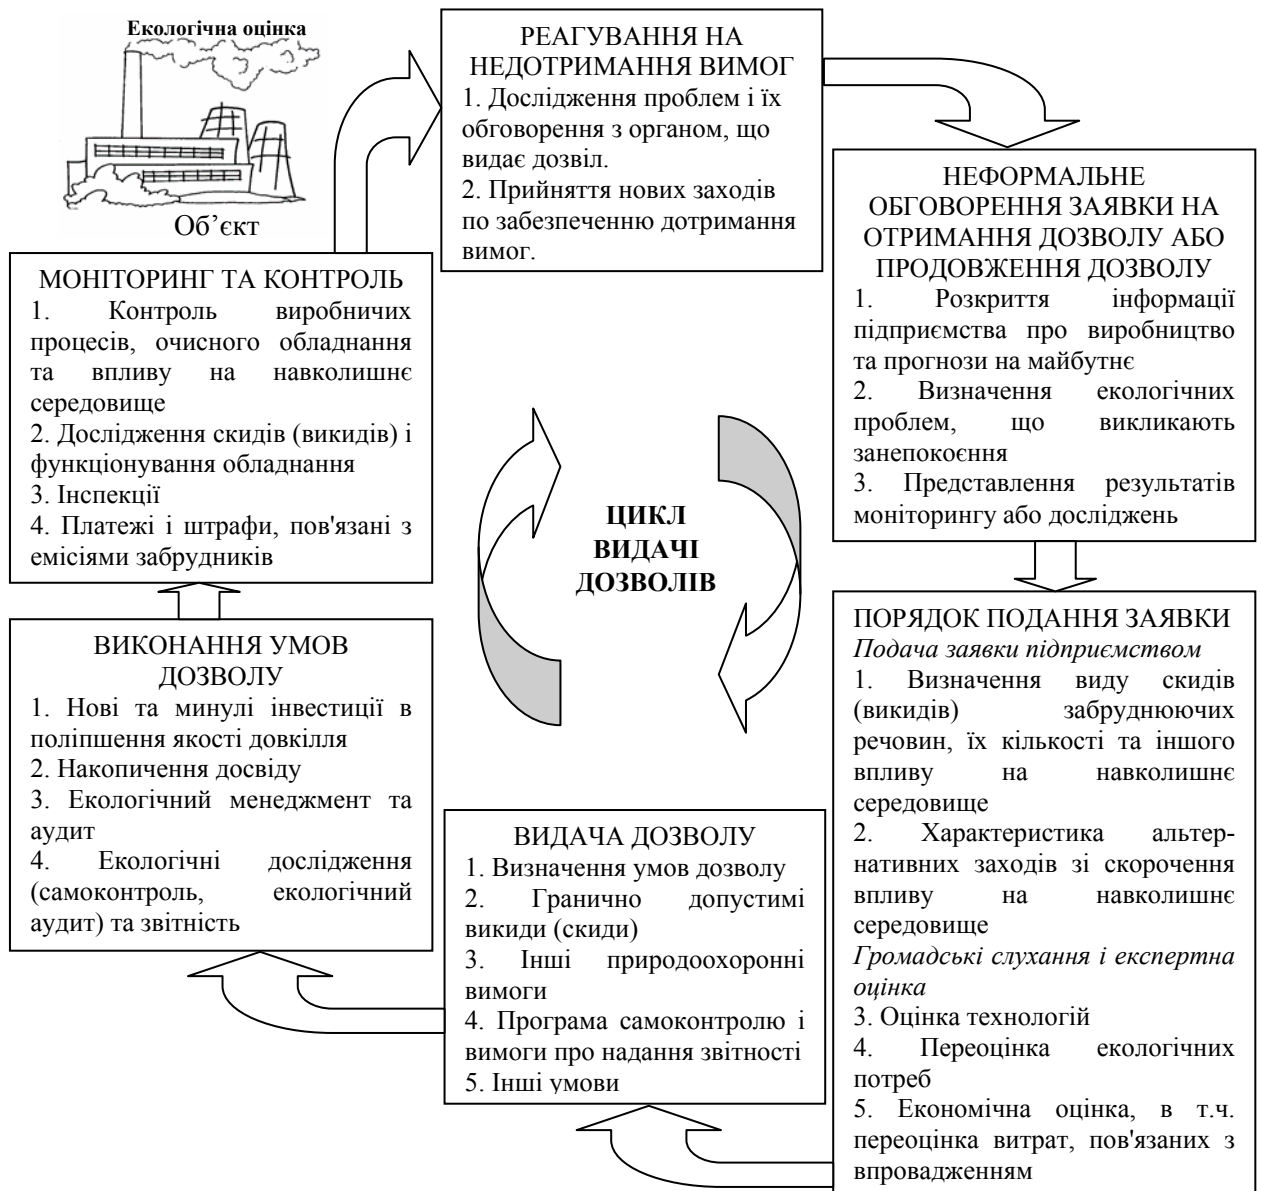 Екологічна оцінка
Об’єкт
РЕАГУВАННЯ НА
НЕДОТРИМАННЯ ВИМОГ
1. Дослідження проблем і їх
обговорення з органом, що
видає дозвіл.
2. Прийняття нових заходів
по забезпеченню дотримання
вимог.
НЕФОРМАЛЬНЕ
ОБГОВОРЕННЯ ЗАЯВКИ НА
ОТРИМАННЯ ДОЗВОЛУ АБО
ПРОДОВЖЕННЯ ДОЗВОЛУ
1. Розкриття інформації
підприємства про виробництво
та прогнози на майбутнє
2. Визначення екологічних
проблем, що викликають
занепокоєння
3. Представлення результатів
моніторингу або досліджень
ПОРЯДОК ПОДАННЯ ЗАЯВКИ
Подача заявки підприємством
1. Визначення виду скидів
(викидів) забруднюючих
речовин, їх кількості та іншого
впливу на навколишнє
середовище
2. Характеристика альтер-
нативних заходів зі скорочення
впливу на навколишнє
середовище
Громадські слухання і експертна
оцінка
3. Оцінка технологій
4. Переоцінка екологічних
потреб
5. Економічна оцінка, в т.ч.
переоцінка витрат, пов'язаних з
впровадженням
ВИДАЧА ДОЗВОЛУ
1. Визначення умов дозволу
2. Гранично допустимі
викиди (скиди)
3. Інші природоохоронні
вимоги
4. Програма самоконтролю і
вимоги про надання звітності
5. Інші умови
ВИКОНАННЯ УМОВ
ДОЗВОЛУ
1. Нові та минулі інвестиції в
поліпшення якості довкілля
2. Накопичення досвіду
3. Екологічний менеджмент та
аудит
4. Екологічні дослідження
(самоконтроль, екологічний
аудит) та звітність
МОНІТОРИНГ ТА КОНТРОЛЬ
1. Контроль виробничих
процесів, очисного обладнання
та впливу на навколишнє
середовище
2. Дослідження скидів (викидів) і
функціонування обладнання
3. Інспекції
4. Платежі і штрафи, пов'язані з
емісіями забрудників
ЦИКЛ
ВИДАЧІ
ДОЗВОЛІВ